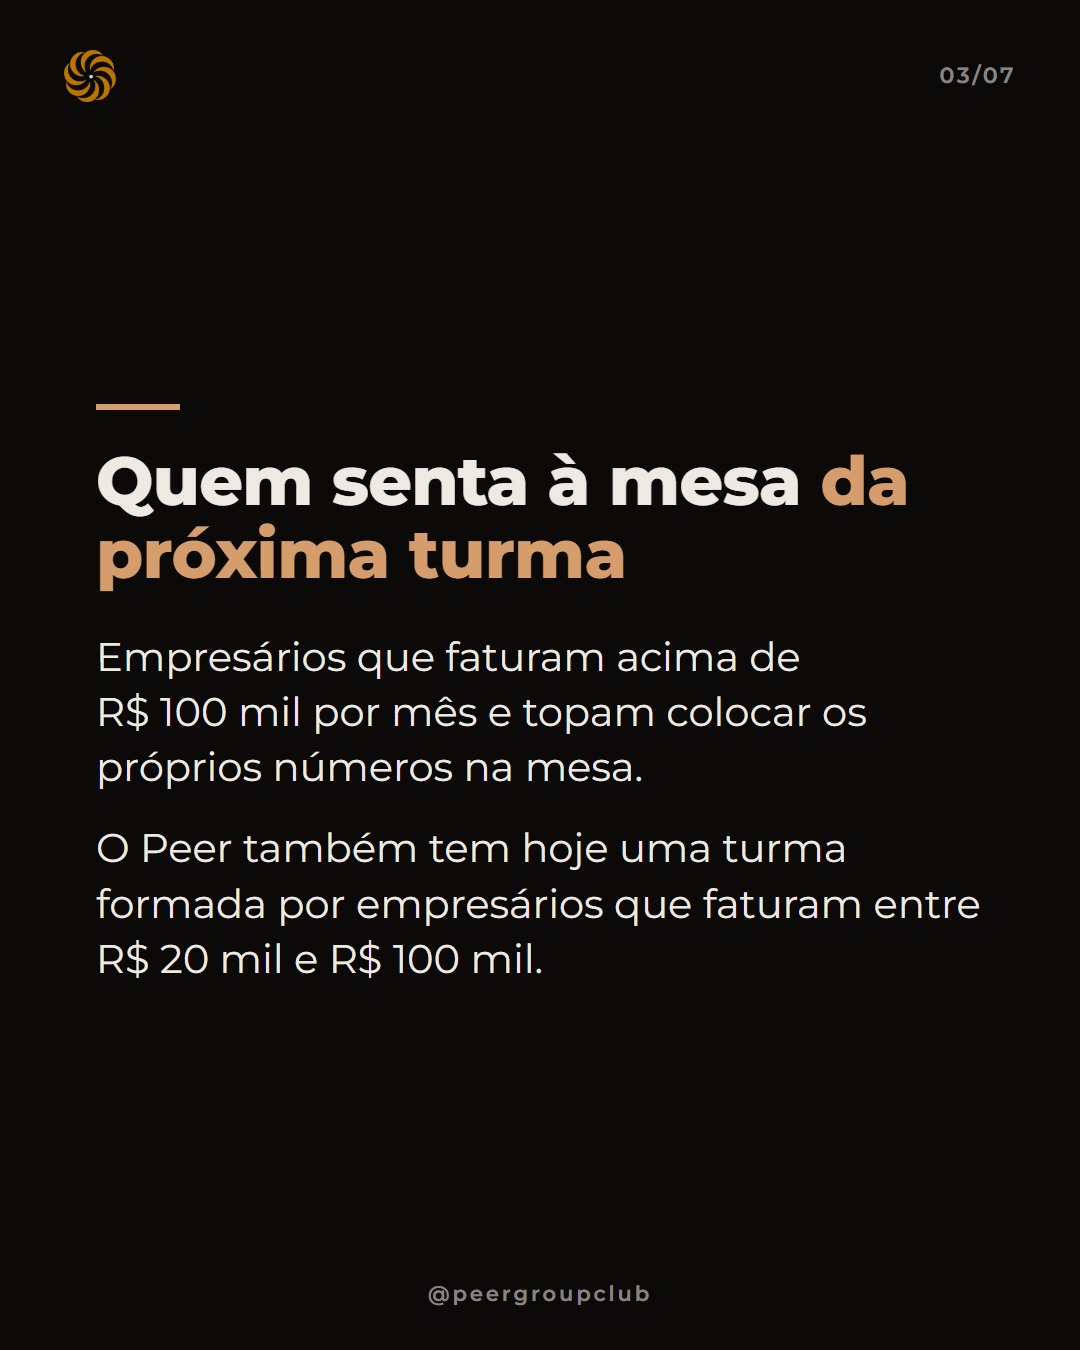 03/07
Quem senta à mesa da
próxima turma
Empresários que faturam acima de
R$ 100 mil por mês e topam colocar os
próprios números na mesa.
O Peer também tem hoje uma turma
formada por empresários que faturam entre
R$ 20 mil e R$ 100 mil.
@peergroupclub